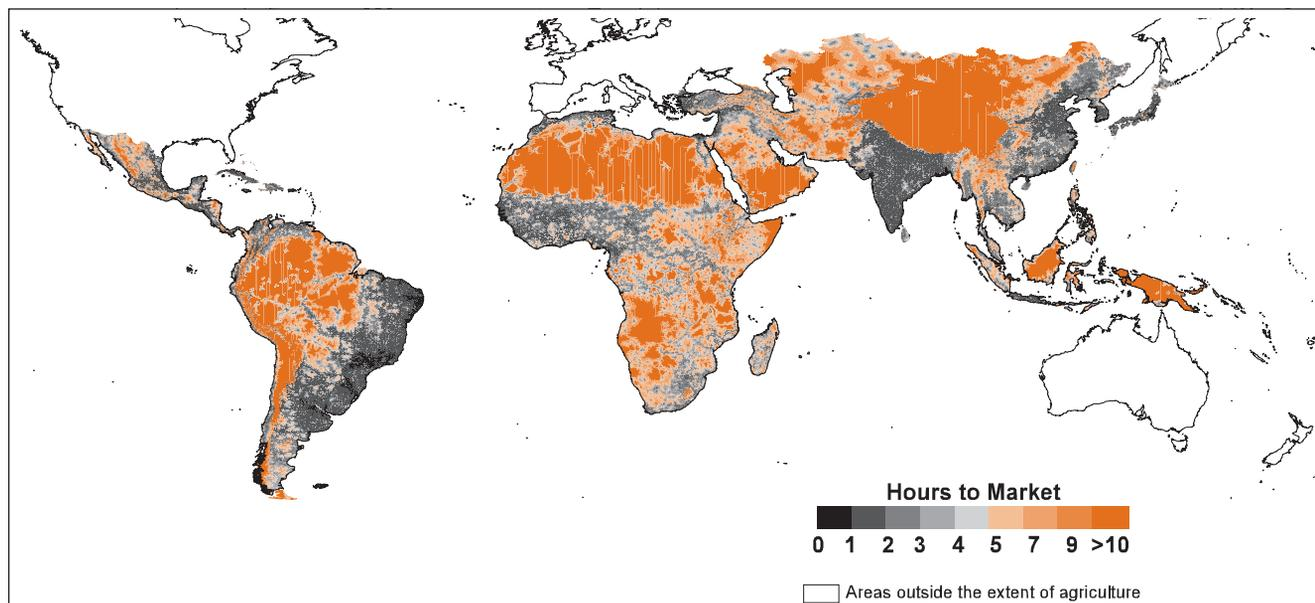 Hours to Market
0 1 2 3 4 5 7 9 >10
Areas outside the extent of agriculture